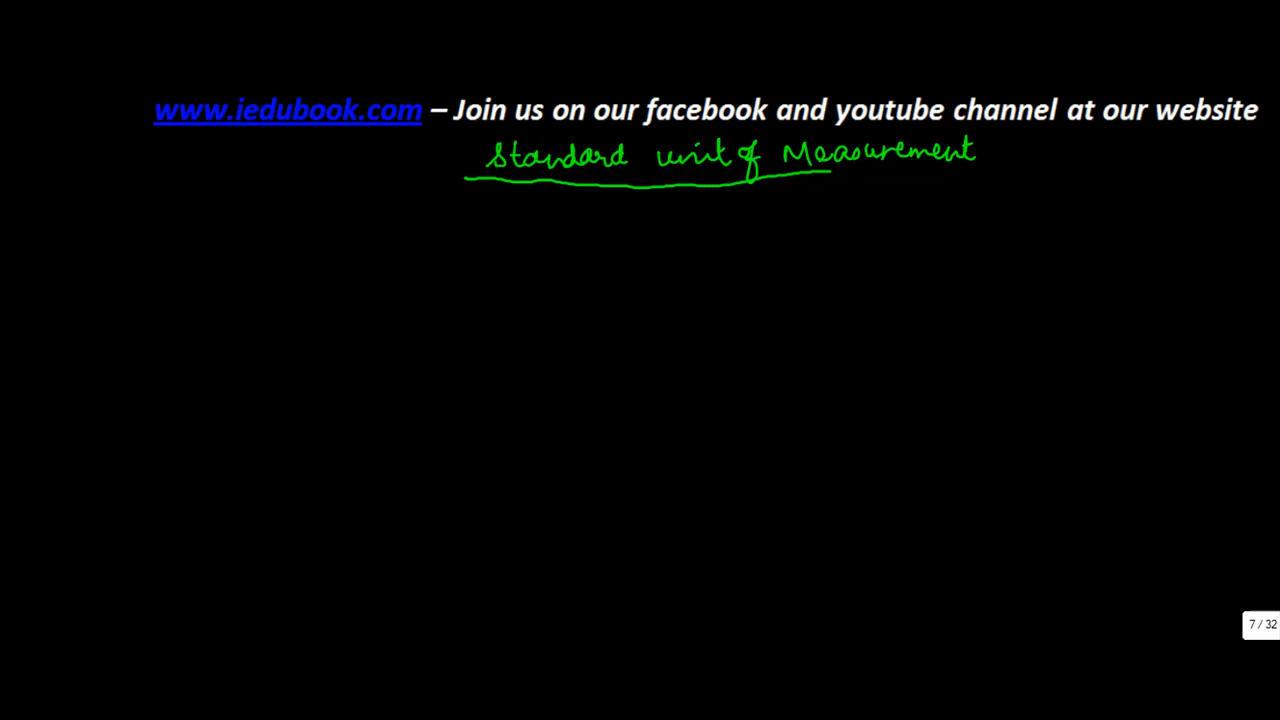 www.iedubook.com – Join us on our facebook and youtube channel at our website
Standard unit of Measurement
7 / 32